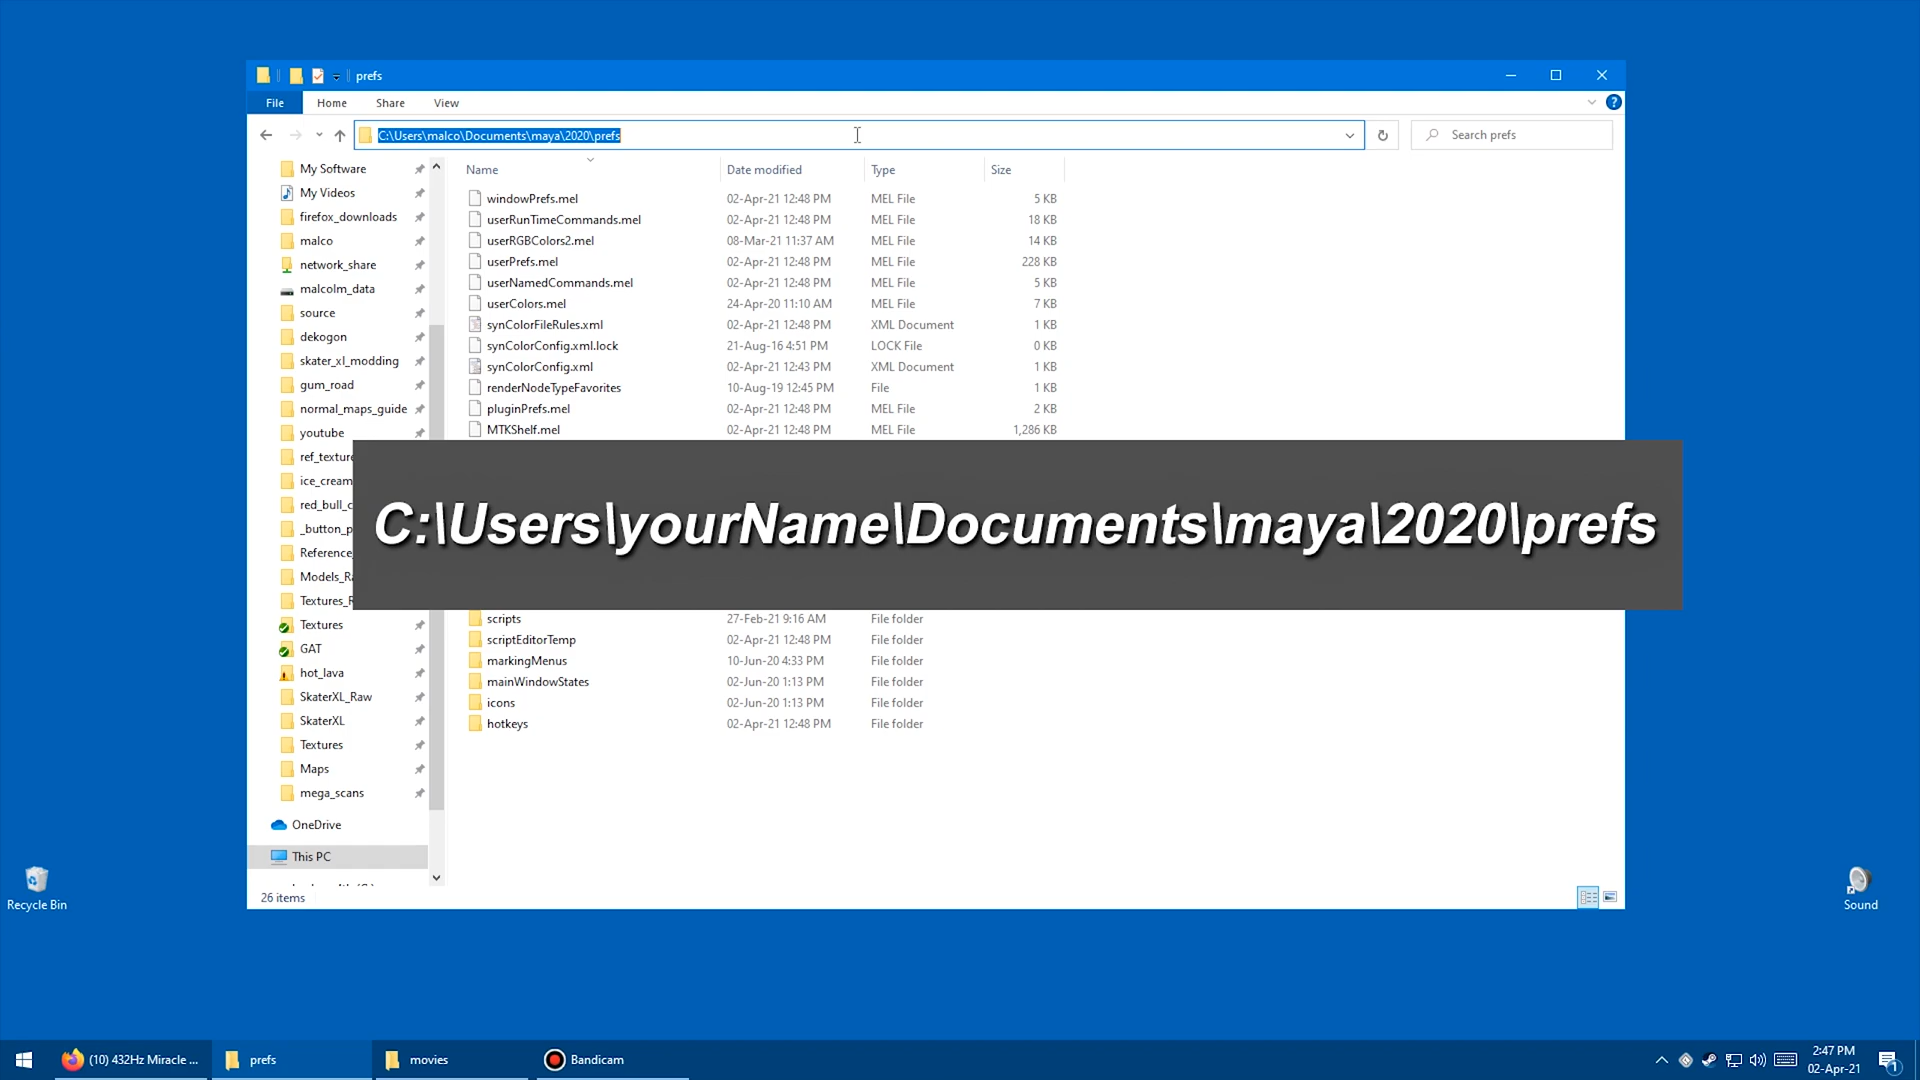 prefs
File
Home
Share
View
C:\Users\malco\Documents\maya\2020\prefs
Search prefs
My Software
My Videos
firefox_downloads
malco
network_share
malcolm_data
source
dekogon
skater_xl_modding
gum_road
normal_maps_guide
youtube
ref_texture
ice_cream
red_bull_c
_button_p
Reference_
Models_Ra
Textures_R
Textures
GAT
hot_lava
SkaterXL_Raw
SkaterXL
Textures
Maps
mega_scans
OneDrive
This PC
Name Date modified Type Size
windowPrefs.mel 02-Apr-21 12:48 PM MEL File 5 KB
userRunTimeCommands.mel 02-Apr-21 12:48 PM MEL File 18 KB
userRGBColors2.mel 08-Mar-21 11:37 AM MEL File 14 KB
userPrefs.mel 02-Apr-21 12:48 PM MEL File 228 KB
userNamedCommands.mel 02-Apr-21 12:48 PM MEL File 5 KB
userColors.mel 24-Apr-20 11:10 AM MEL File 7 KB
synColorFileRules.xml 02-Apr-21 12:48 PM XML Document 1 KB
synColorConfig.xml.lock 21-Aug-16 4:51 PM LOCK File 0 KB
synColorConfig.xml 02-Apr-21 12:43 PM XML Document 1 KB
renderNodeTypeFavorites 10-Aug-19 12:45 PM File 1 KB
pluginPrefs.mel 02-Apr-21 12:48 PM MEL File 2 KB
MTKShelf.mel 02-Apr-21 12:48 PM MEL File 1,286 KB
C:\Users\yourName\Documents\maya\2020\prefs
scripts 27-Feb-21 9:16 AM File folder
scriptEditorTemp 02-Apr-21 12:48 PM File folder
markingMenus 10-Jun-20 4:33 PM File folder
mainWindowStates 02-Jun-20 1:13 PM File folder
icons 02-Jun-20 1:13 PM File folder
hotkeys 02-Apr-21 12:48 PM File folder
26 items
Recycle Bin
Sound
(10) 432Hz Miracle ...
prefs
movies
Bandicam
2:47 PM
02-Apr-21
1